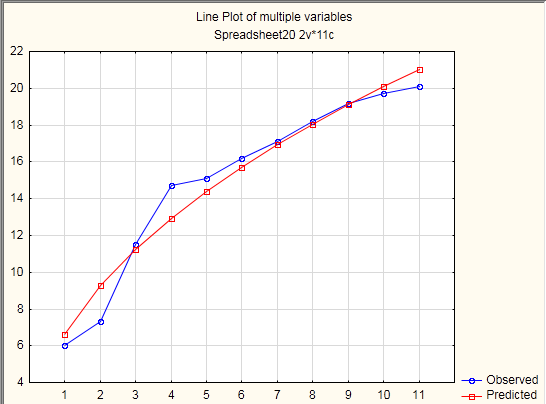 Line Plot of multiple variables
Spreadsheet20 2v*11c
22
20
18
16
14
12
10
8
6
4
1 2 3 4 5 6 7 8 9 10 11
Observed
Predicted